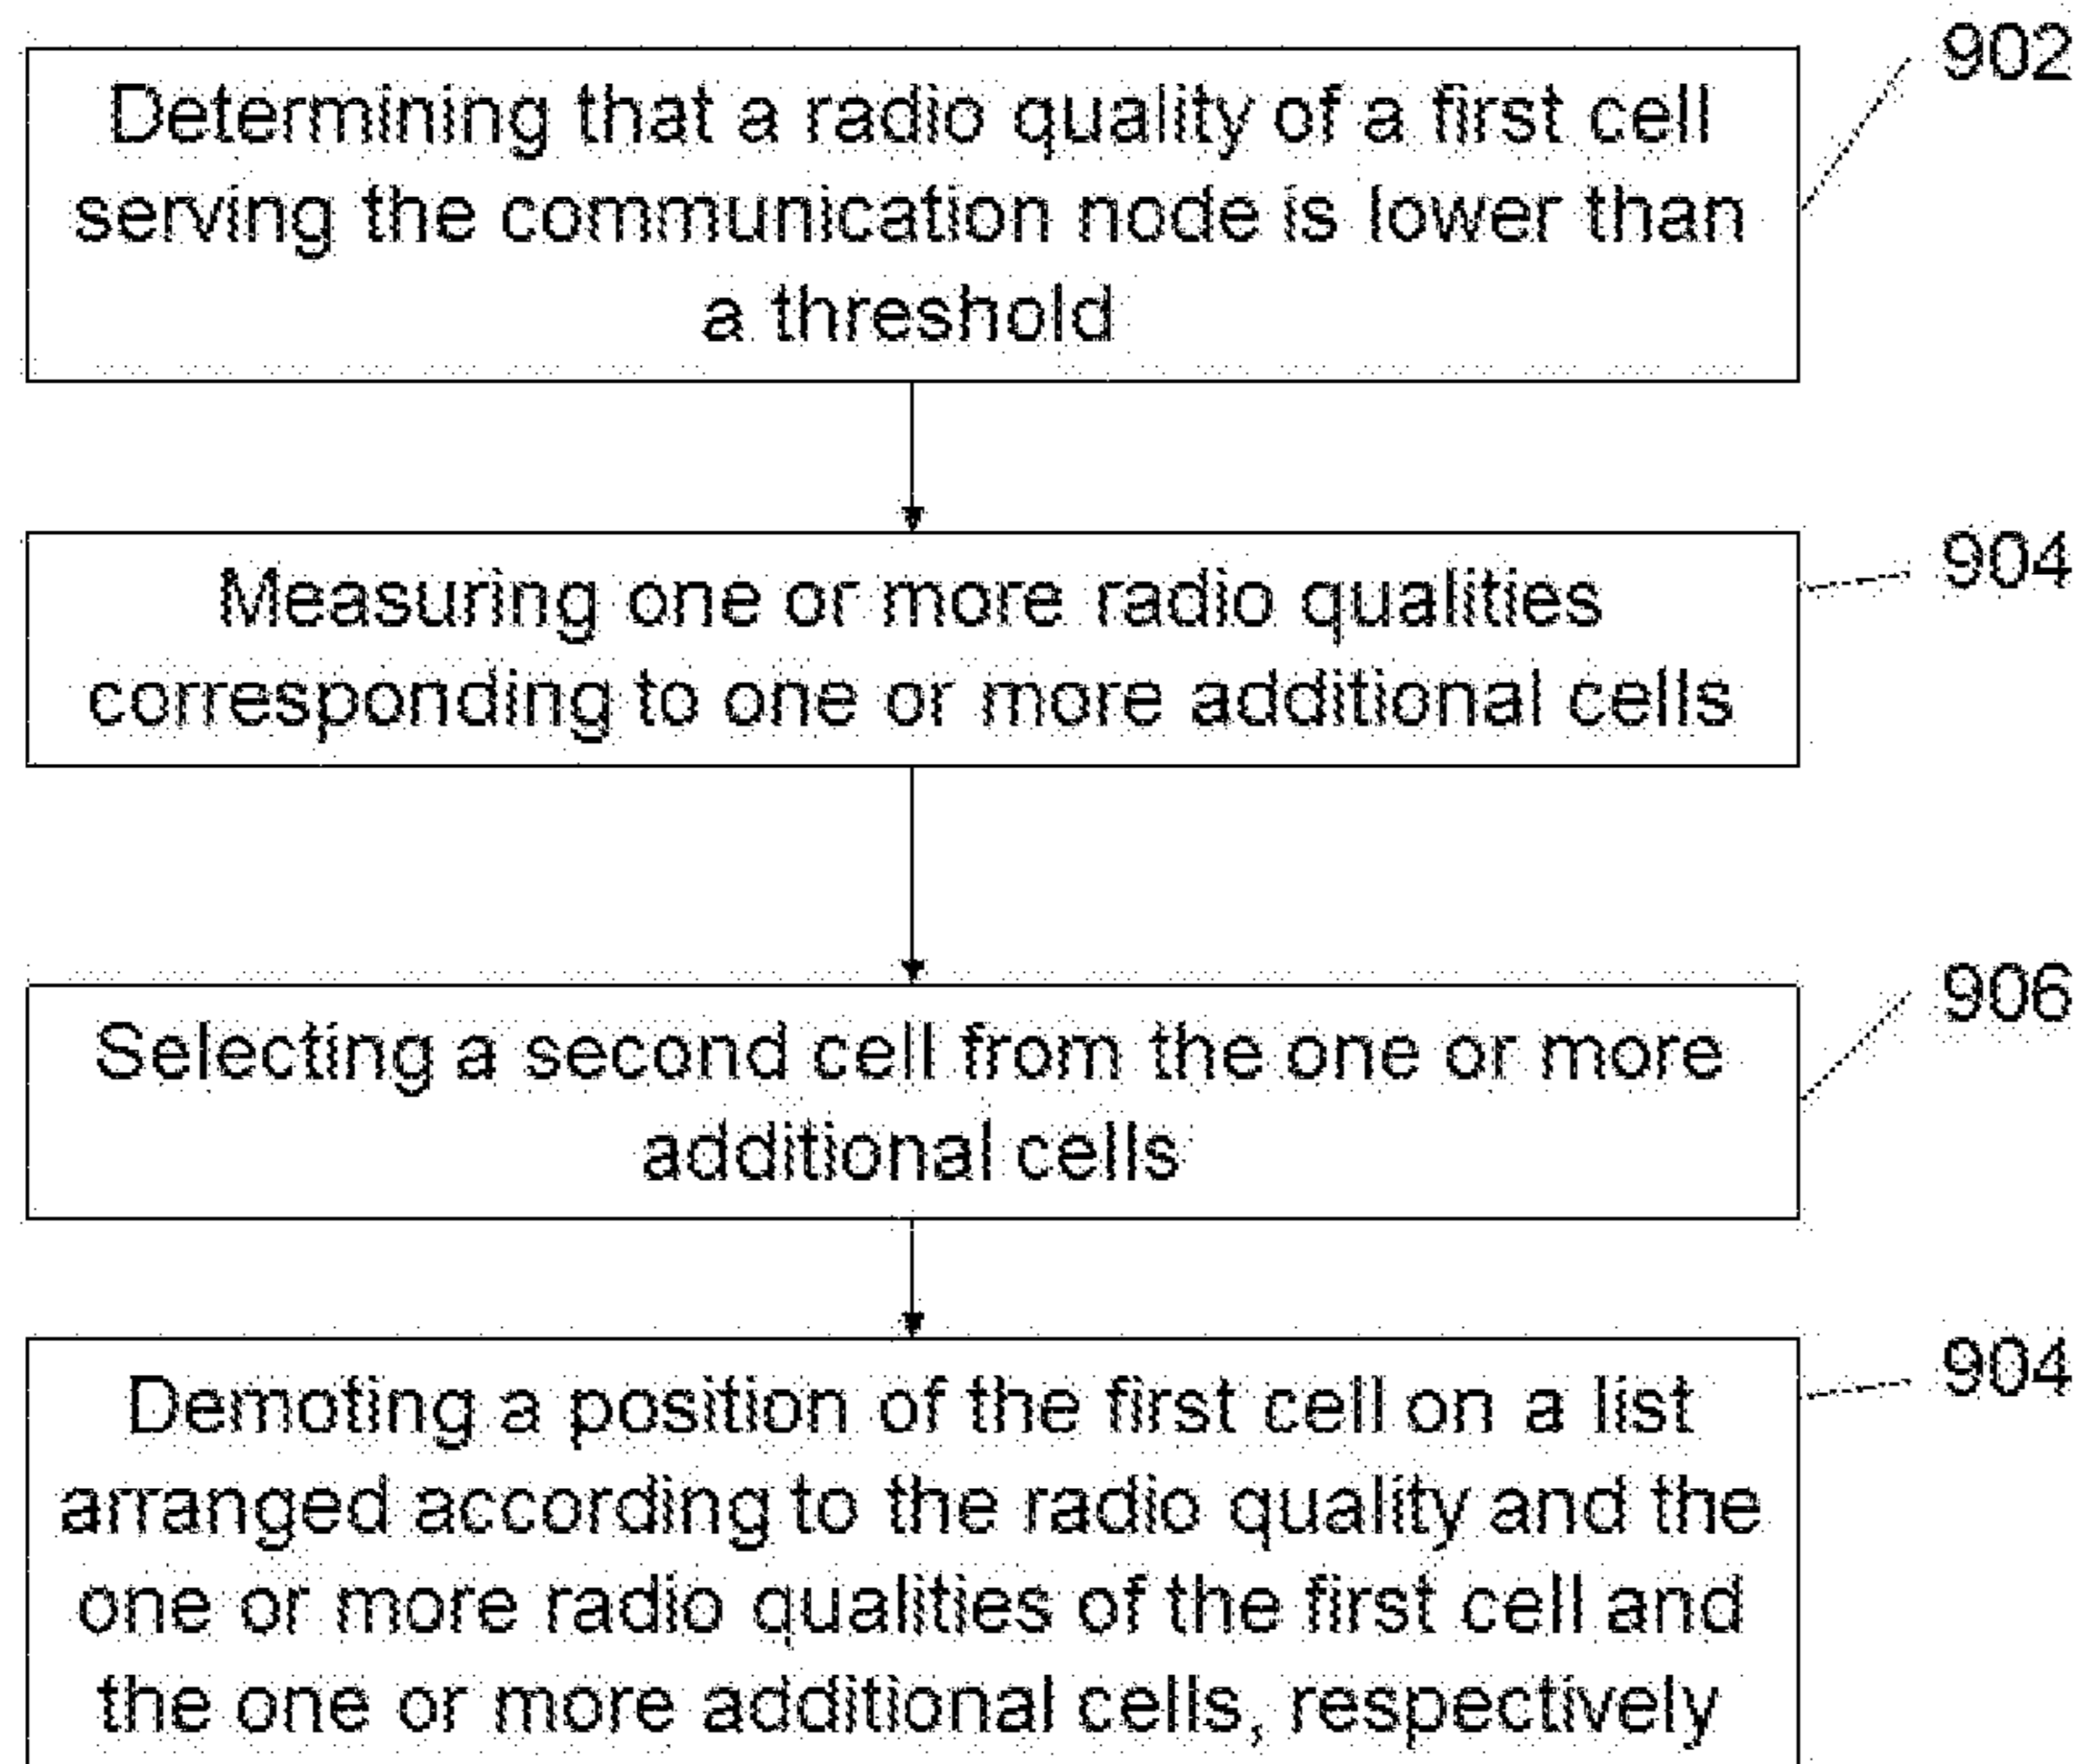 902
Determining that a radio quality of a first cell
serving the communication node is lower than
a threshold
904
Measuring one or more radio qualities
corresponding to one or more additional cells
906
Selecting a second cell from the one or more
additional cells
904
Demoting a position of the first cell on a list
arranged according to the radio quality and the
one or more radio qualities of the first cell and
the one or more additional cells, respectively